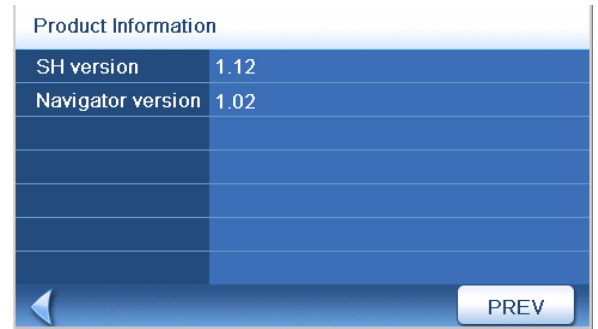 Product Information
SH version 1.12
Navigator version 1.02
PREV